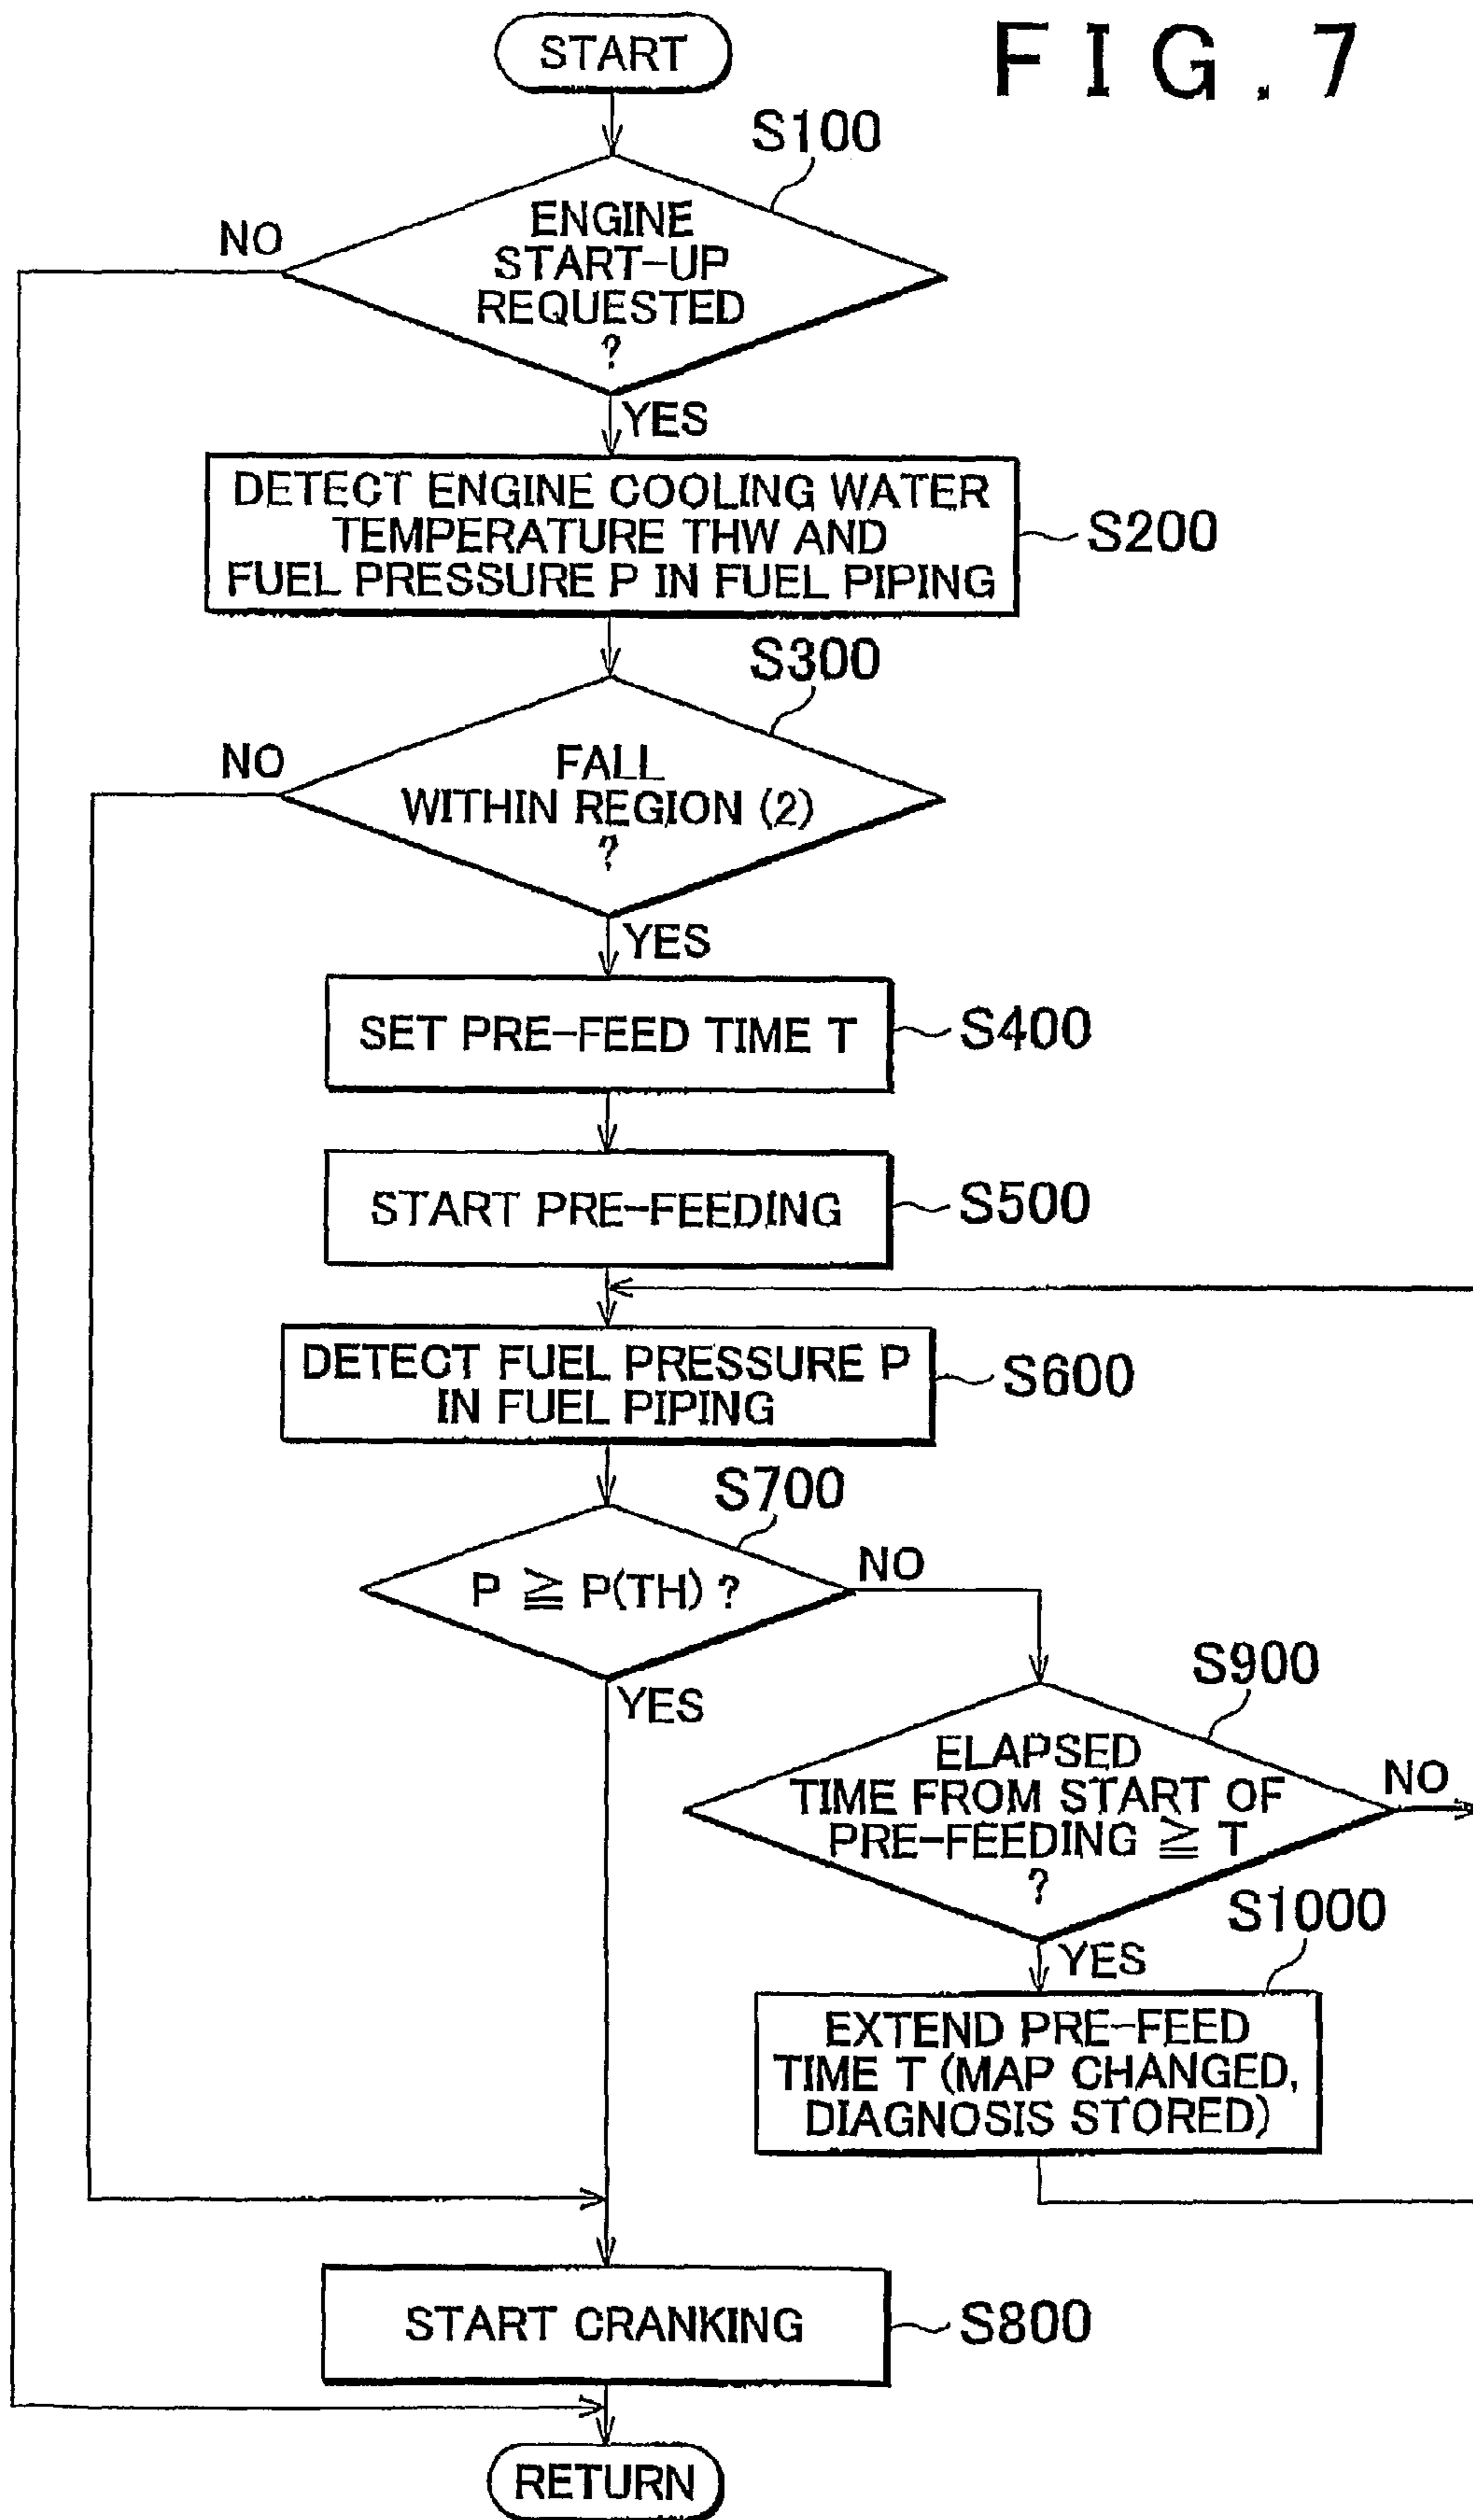 FIG. 7
START
S100
ENGINE
START-UP
REQUESTED
?
NO
YES
DETECT ENGINE COOLING WATER
TEMPERATURE THW AND
FUEL PRESSURE P IN FUEL PIPING
S200
S300
FALL
WITHIN REGION (2)
?
NO
YES
SET PRE-FEED TIME T
S400
START PRE-FEEDING
S500
DETECT FUEL PRESSURE P
IN FUEL PIPING
S600
S700
P ≧ P(TH) ?
NO
YES
S900
ELAPSED
TIME FROM START OF
PRE-FEEDING ≧ T
?
NO
YES
S1000
EXTEND PRE-FEED
TIME T (MAP CHANGED,
DIAGNOSIS STORED)
START CRANKING
S800
RETURN